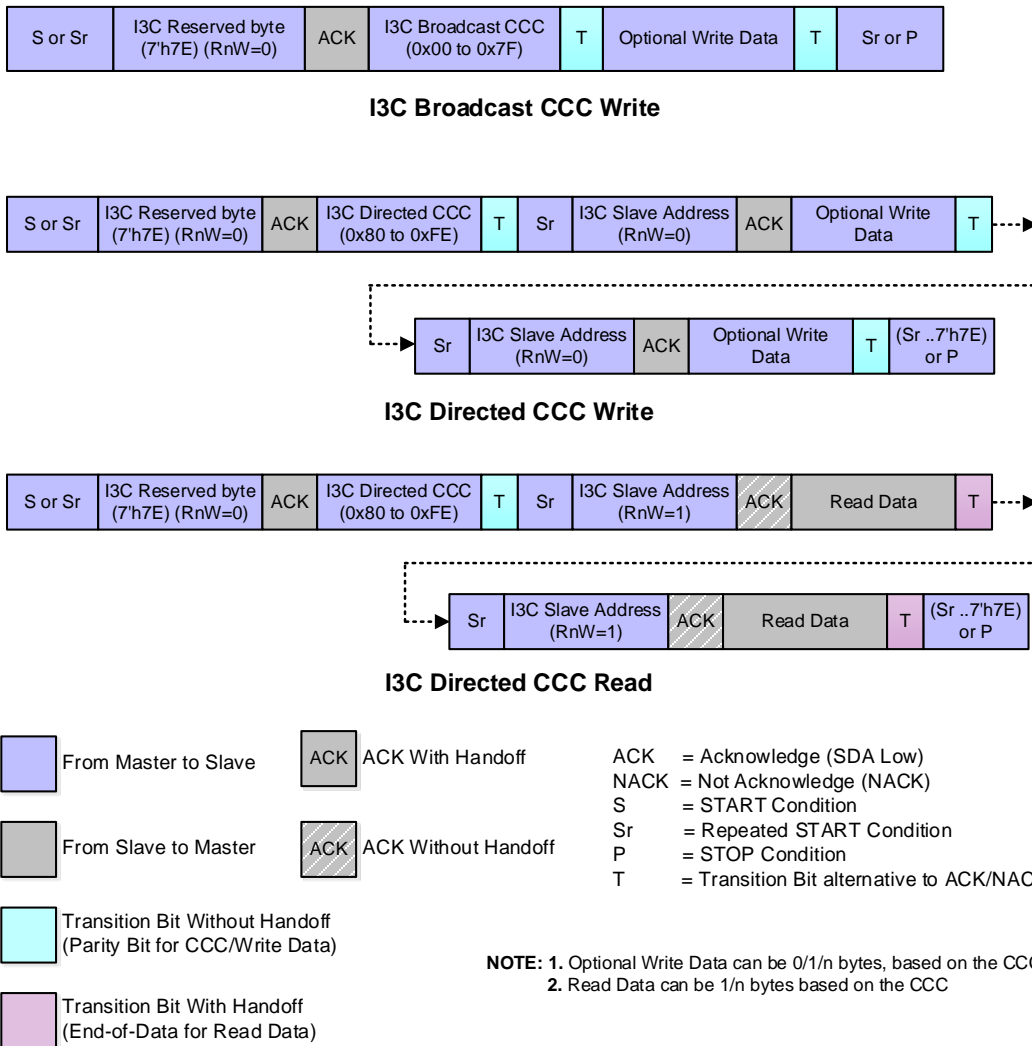 S or Sr
I3C Reserved byte
(7'h7E) (RnW=0)
ACK
I3C Broadcast CCC
(0x00 to 0x7F)
T
Optional Write Data
T
Sr or P
I3C Broadcast CCC Write
S or Sr
I3C Reserved byte
(7'h7E) (RnW=0)
ACK
I3C Directed CCC
(0x80 to 0xFE)
T
Sr
I3C Slave Address
(RnW=0)
ACK
Optional Write
Data
T
Sr
I3C Slave Address
(RnW=0)
ACK
Optional Write
Data
T
(Sr ..7'h7E)
or P
I3C Directed CCC Write
S or Sr
I3C Reserved byte
(7'h7E) (RnW=0)
ACK
I3C Directed CCC
(0x80 to 0xFE)
T
Sr
I3C Slave Address
(RnW=1)
ACK
Read Data
T
Sr
I3C Slave Address
(RnW=1)
ACK
Read Data
T
(Sr ..7'h7E)
or P
I3C Directed CCC Read
From Master to Slave
From Slave to Master
Transition Bit Without Handoff
(Parity Bit for CCC/Write Data)
Transition Bit With Handoff
(End-of-Data for Read Data)
ACK
ACK With Handoff
ACK
ACK Without Handoff
ACK = Acknowledge (SDA Low)
NACK = Not Acknowledge (NACK)
S = START Condition
Sr = Repeated START Condition
P = STOP Condition
T = Transition Bit alternative to ACK/NAC
NOTE: 1. Optional Write Data can be 0/1/n bytes, based on the CCC
2. Read Data can be 1/n bytes based on the CCC